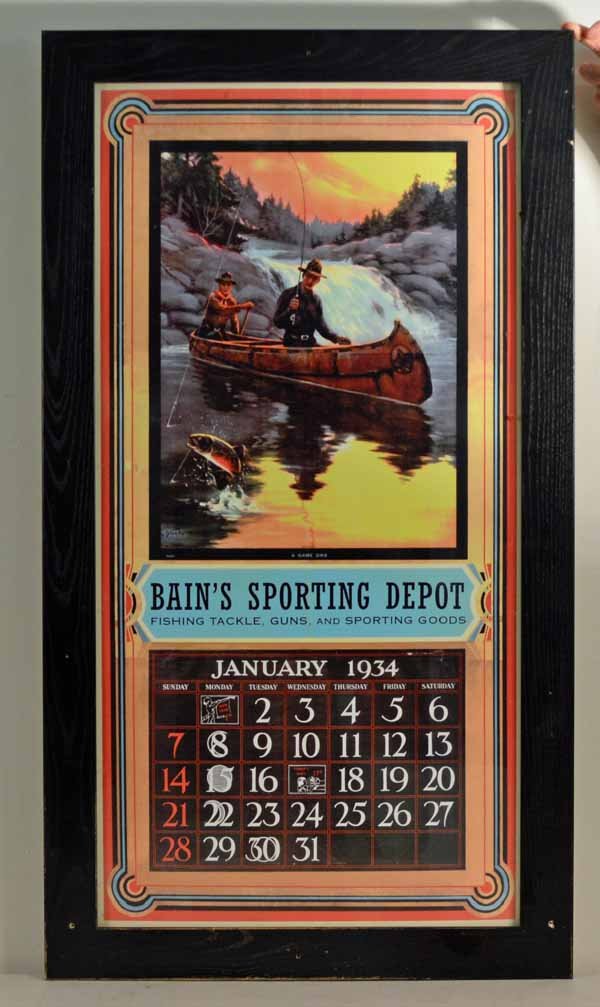 A GAME ONE
BAIN'S SPORTING DEPOT
FISHING TACKLE, GUNS, AND SPORTING GOODS
JANUARY 1934
SUNDAY MONDAY TUESDAY WEDNESDAY THURSDAY FRIDAY SATURDAY
2 3 4 5 6
7 8 9 10 11 12 13
14 15 16 18 19 20
21 22 23 24 25 26 27
28 29 30 31